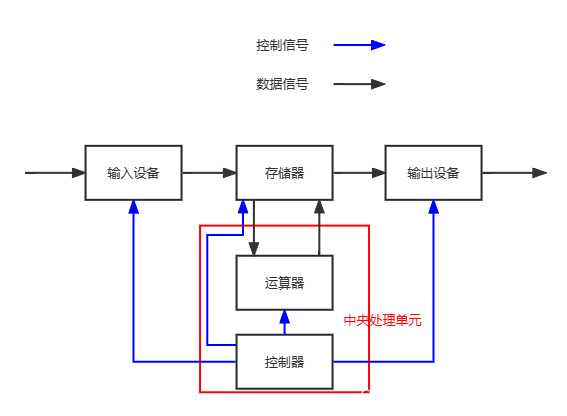 控制信号
数据信号
输入设备
存储器
输出设备
运算器
中央处理单元
控制器